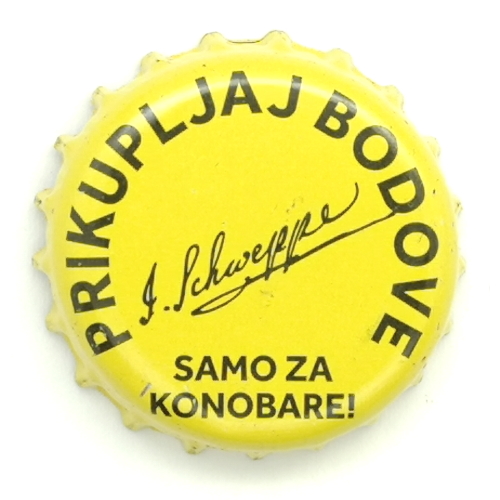 PRIKUPLJAJ BODOVE
J. Schweppe
SAMO ZA
KONOBARE!